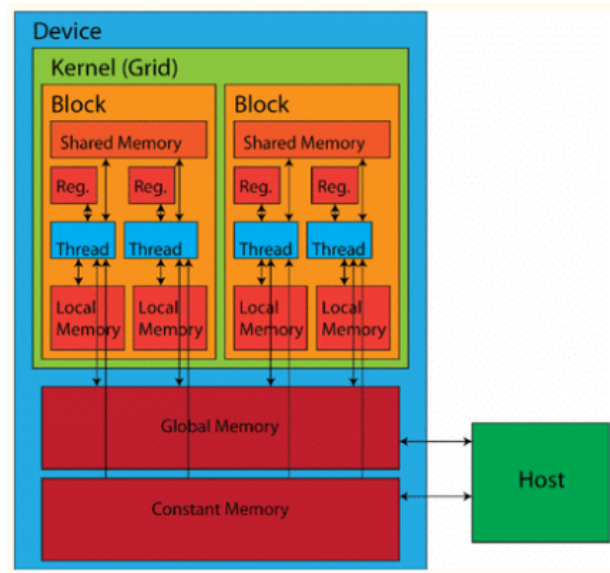 Device
Kernel (Grid)
Block
Block
Shared Memory
Shared Memory
Reg.
Reg.
Reg.
Reg.
Thread
Thread
Thread
Thread
Local
Memory
Local
Memory
Local
Memory
Local
Memory
Global Memory
Constant Memory
Host